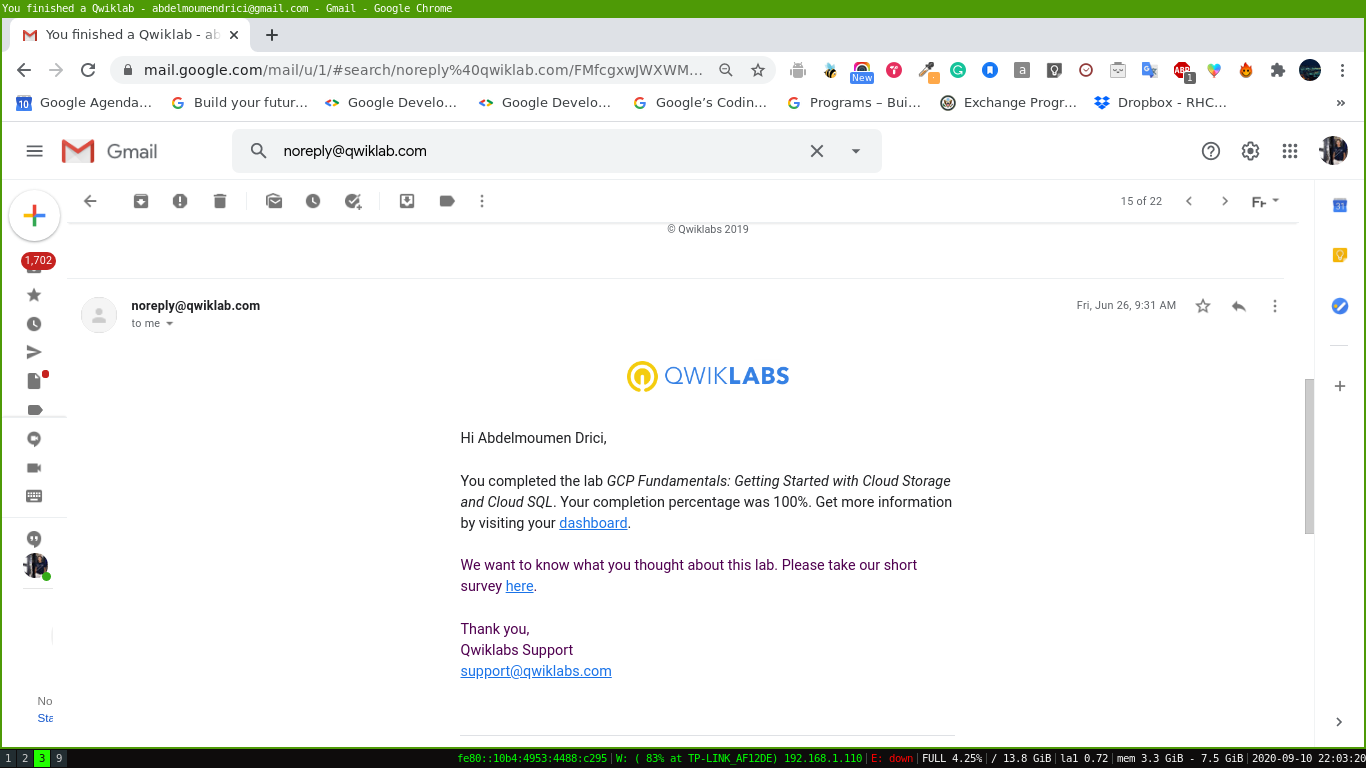 You finished a Qwiklab - abdelmoumendrici@gmail.com - Gmail - Google Chrome
You finished a Qwiklab - ab
mail.google.com/mail/u/1/#search/noreply%40qwiklab.com/FMfcgxwJWXWM...
New
a
ABP
1
10
Google Agenda...
Build your futur...
Google Develo...
Google Develo...
Google's Codin...
Programs – Bui...
Exchange Progr...
Dropbox - RHC...
»
Gmail
noreply@qwiklab.com
15 of 22
1,702
© Qwiklabs 2019
31
noreply@qwiklab.com
Fri, Jun 26, 9:31 AM
to me
QWIKLABS
Hi Abdelmoumen Drici,
You completed the lab GCP Fundamentals: Getting Started with Cloud Storage
and Cloud SQL. Your completion percentage was 100%. Get more information
by visiting your dashboard.
We want to know what you thought about this lab. Please take our short
survey here.
Thank you,
Qwiklabs Support
support@qwiklabs.com
No
Sta
1 2 3 9
fe80::10b4:4953:4488:c295 | W: ( 83% at TP-LINK_AF12DE) 192.168.1.110 | E: down | FULL 4.25% | / 13.8 GiB | la1 0.72 | mem 3.3 GiB - 7.5 GiB | 2020-09-10 22:03:20